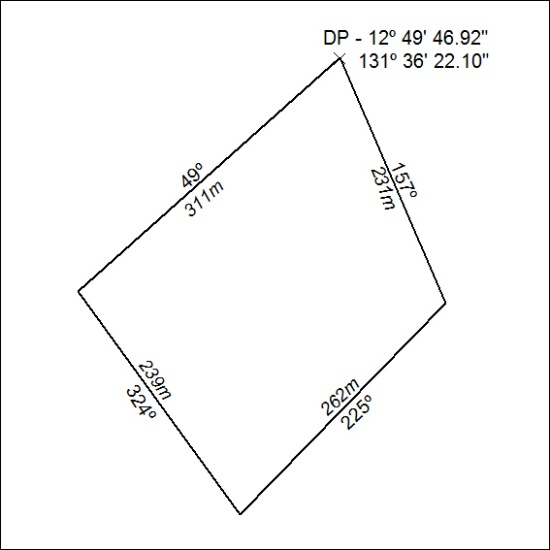 DP - 12º 49' 46.92"
131º 36' 22.10"
49º
311m
157º
231m
239m
324º
262m
225º